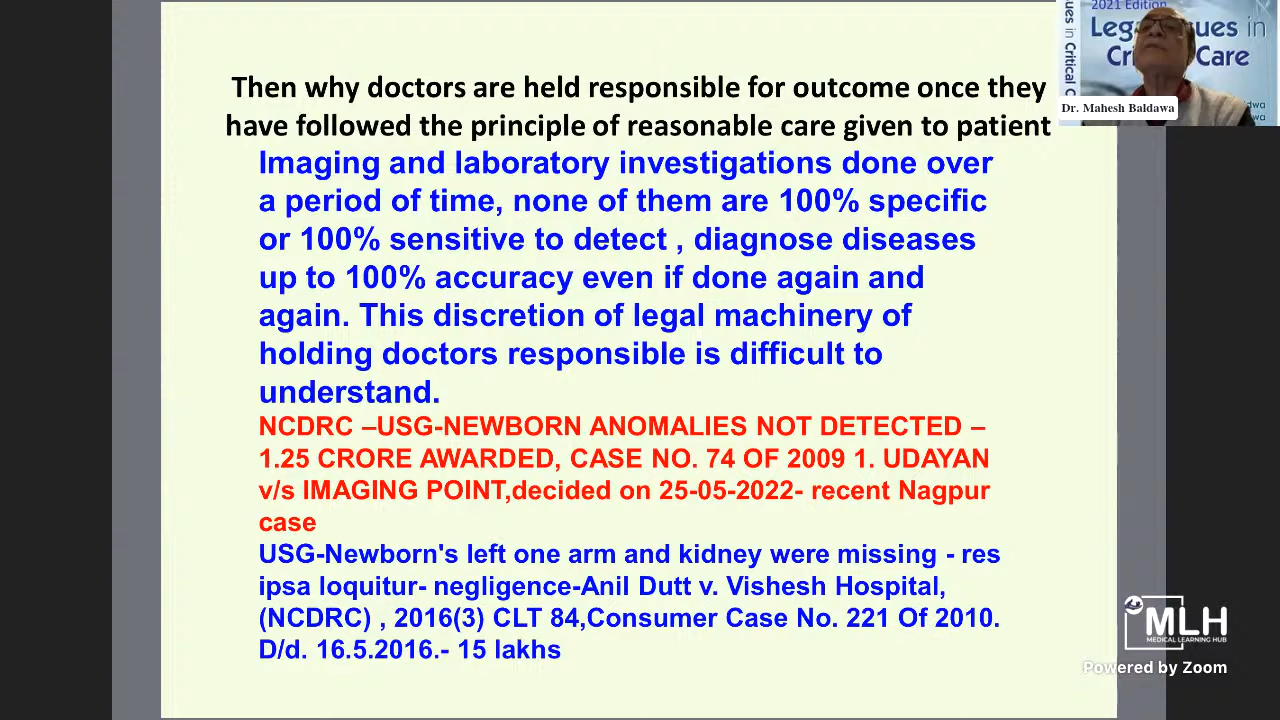 Then why doctors are held responsible for outcome once they
have followed the principle of reasonable care given to patient
Imaging and laboratory investigations done over
a period of time, none of them are 100% specific
or 100% sensitive to detect , diagnose diseases
up to 100% accuracy even if done again and
again. This discretion of legal machinery of
holding doctors responsible is difficult to
understand.
NCDRC –USG-NEWBORN ANOMALIES NOT DETECTED –
1.25 CRORE AWARDED, CASE NO. 74 OF 2009 1. UDAYAN
v/s IMAGING POINT,decided on 25-05-2022- recent Nagpur
case
USG-Newborn's left one arm and kidney were missing - res
ipsa loquitur- negligence-Anil Dutt v. Vishesh Hospital,
(NCDRC) , 2016(3) CLT 84,Consumer Case No. 221 Of 2010.
D/d. 16.5.2016.- 15 lakhs
2021 Edition
in
Care
Dr. Mahesh Baldawa
MLH
MEDICAL LEARNING HUB
Powered by Zoom